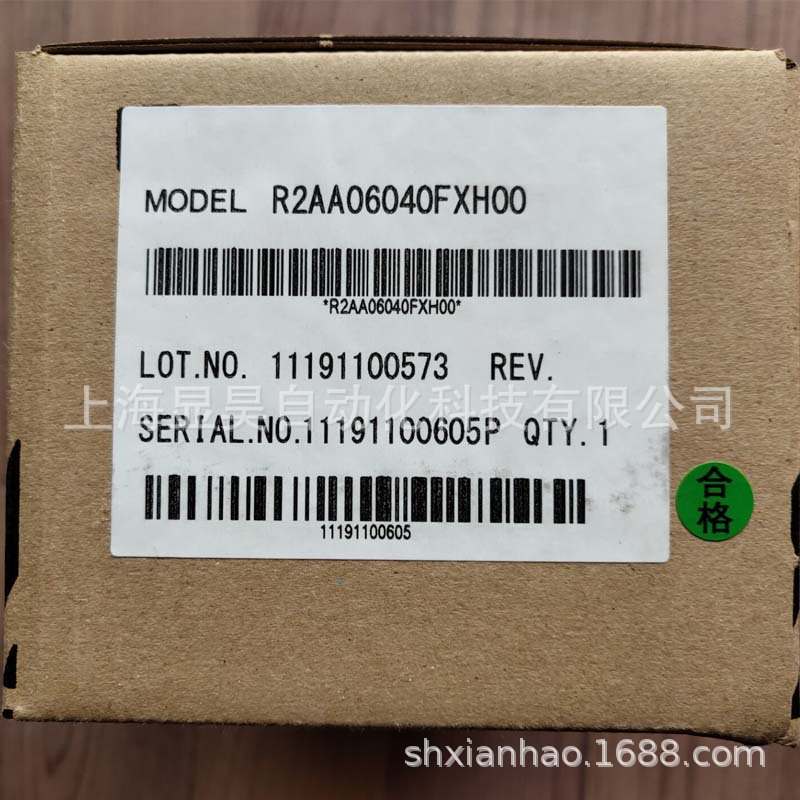 MODEL R2AA06040FXH00
*R2AA06040FXH00*
LOT.NO. 11191100573 REV.
上海显昊自动化科技有限公司
SERIAL.NO.11191100605P QTY.1
11191100605
合格
shxianhao.1688.com